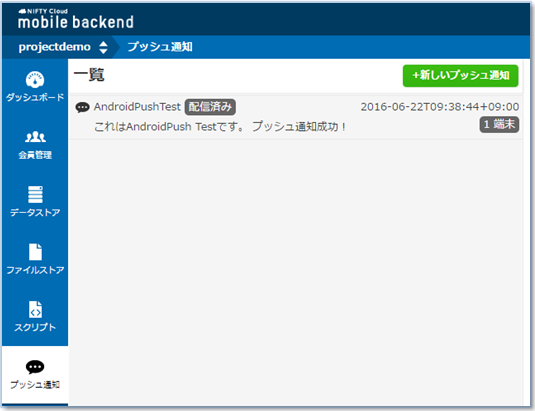 NIFTY Cloud
mobile backend
projectdemo プッシュ通知
ダッシュボード
会員管理
データストア
ファイルストア
スクリプト
プッシュ通知
一覧
+新しいプッシュ通知
AndroidPushTest 配信済み 2016-06-22T09:38:44+09:00
これはAndroidPush Testです。 プッシュ通知成功！ 1 端末